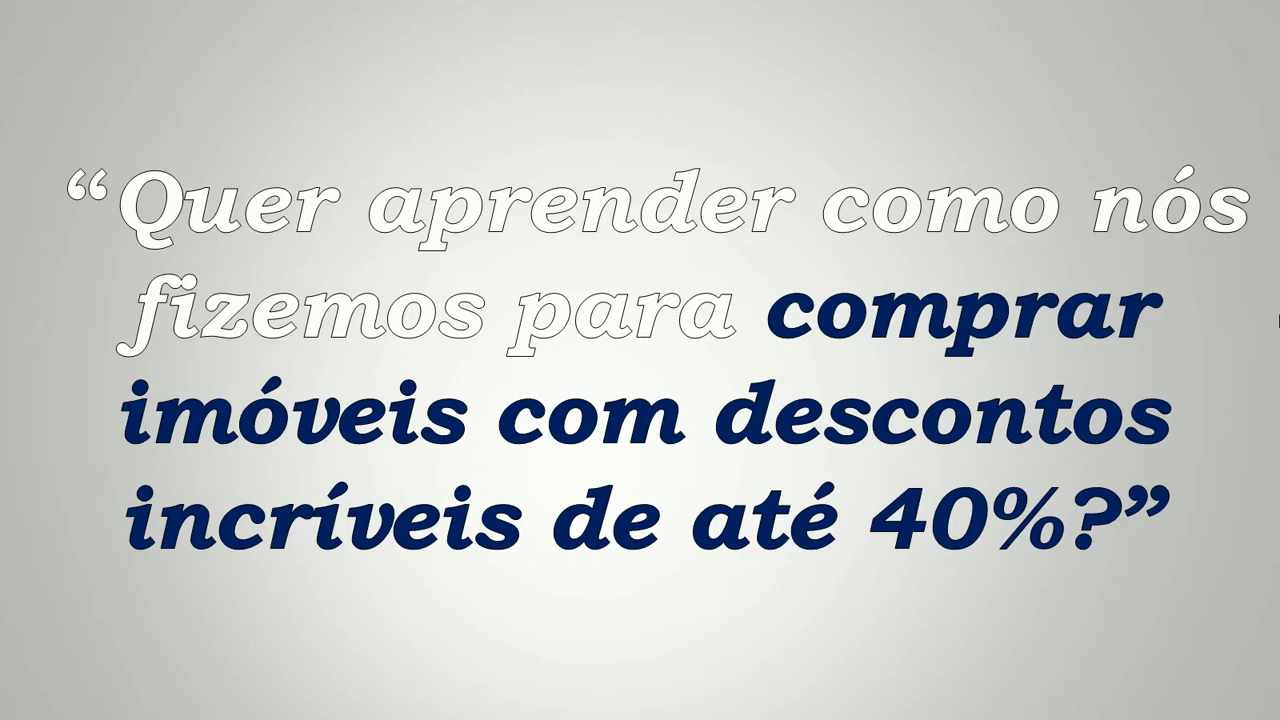 “Quer aprender como nós
fizemos para comprar
imóveis com descontos
incríveis de até 40%?”